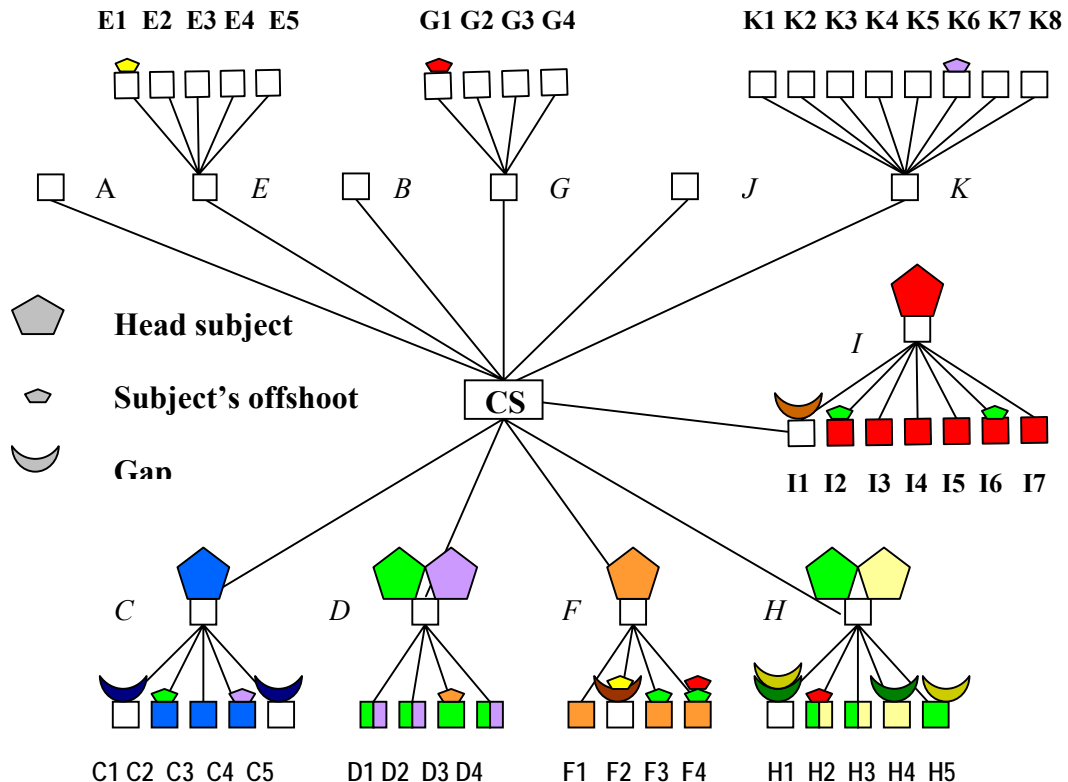 E1 E2 E3 E4 E5 G1 G2 G3 G4 K1 K2 K3 K4 K5 K6 K7 K8
A E B G J K
Head subject
I
Subject's offshoot
CS
Gap
I1 I2 I3 I4 I5 I6 I7
C D F H
C1 C2 C3 C4 C5 D1 D2 D3 D4 F1 F2 F3 F4 H1 H2 H3 H4 H5